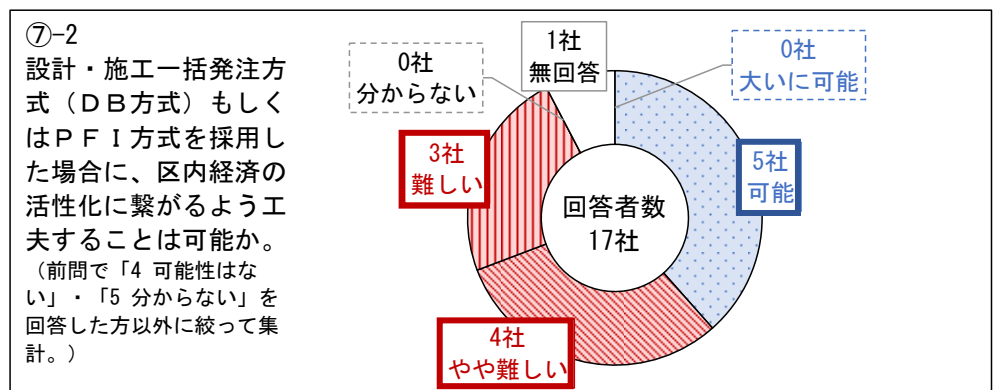 ⑦-2
設計・施工一括発注方
式（ＤＢ方式）もしく
はＰＦＩ方式を採用し
た場合に、区内経済の
活性化に繋がるよう工
夫することは可能か。
（前問で「4 可能性はな
い」・「5 分からない」を
回答した方以外に絞って集
計。）
1社
無回答
0社
分からない
0社
大いに可能
3社
難しい
5社
可能
回答者数
17社
4社
やや難しい